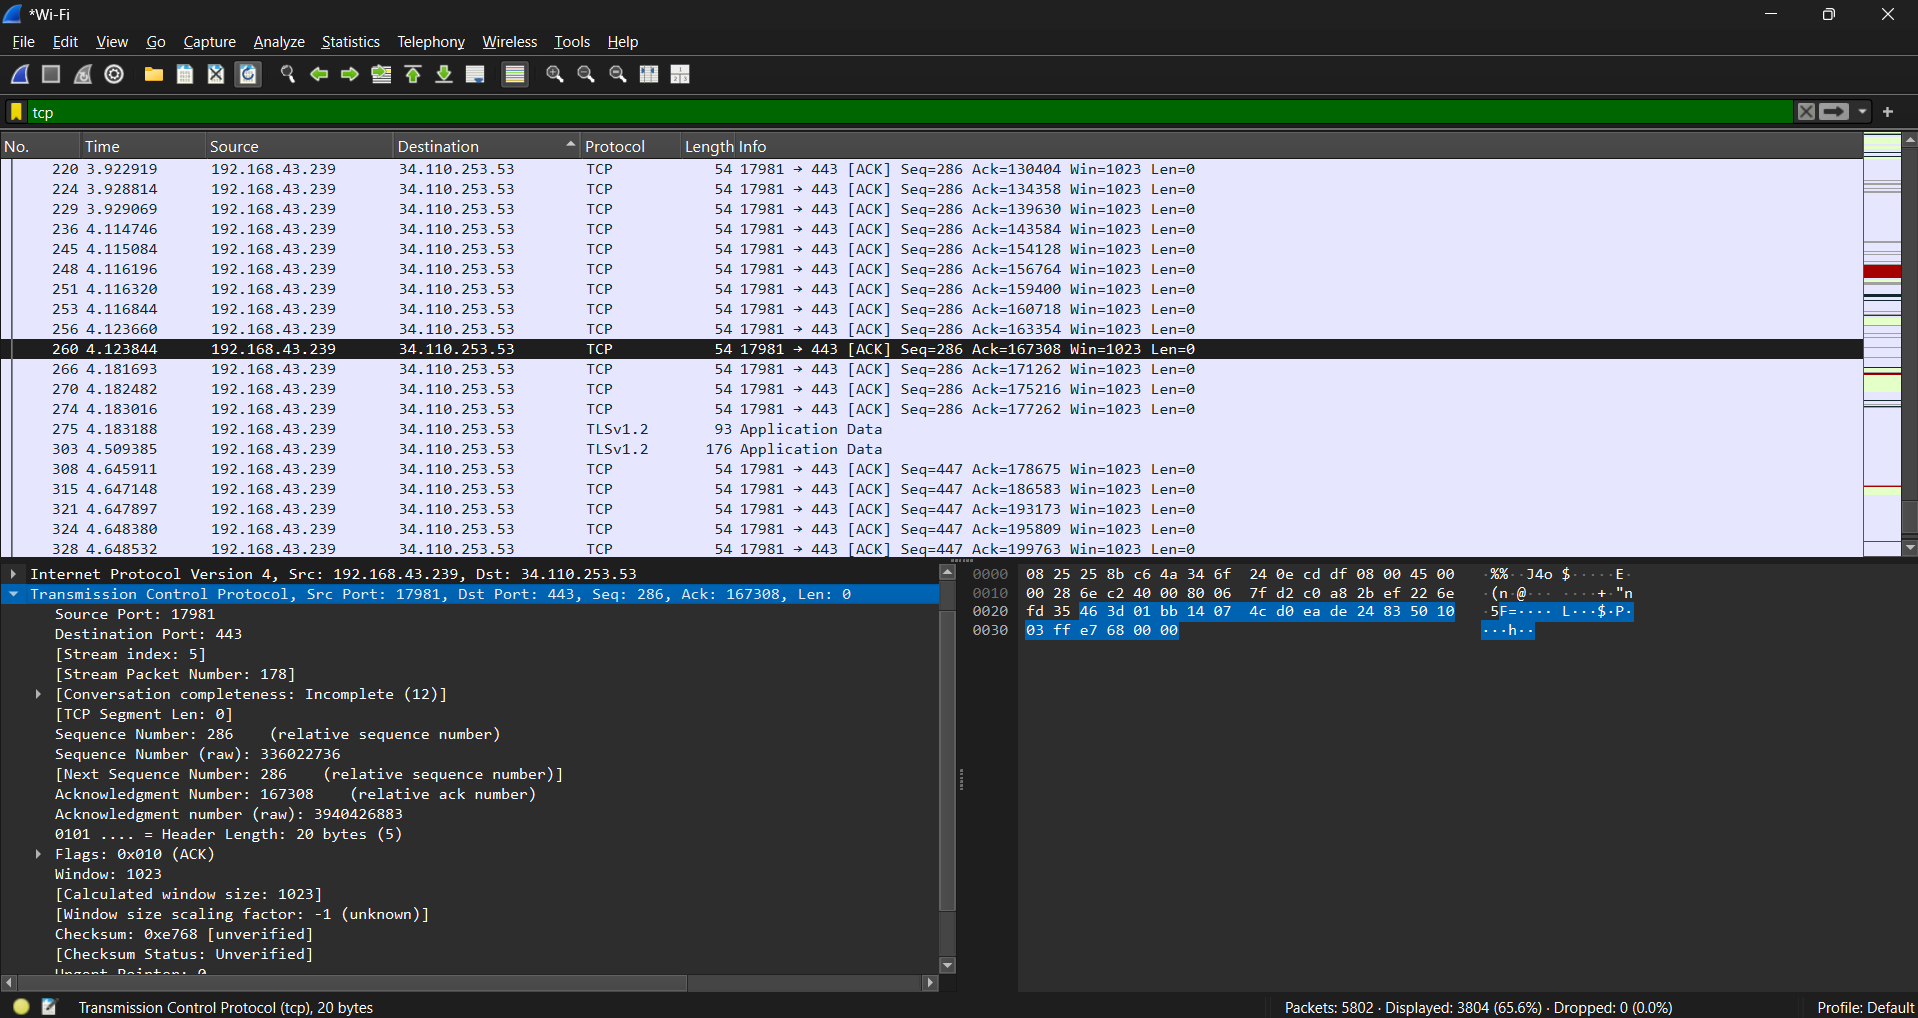 *Wi-Fi
File Edit View Go Capture Analyze Statistics Telephony Wireless Tools Help
tcp
No. Time Source Destination Protocol Length Info
220 3.922919 192.168.43.239 34.110.253.53 TCP 54 17981 → 443 [ACK] Seq=286 Ack=130404 Win=1023 Len=0
224 3.928814 192.168.43.239 34.110.253.53 TCP 54 17981 → 443 [ACK] Seq=286 Ack=134358 Win=1023 Len=0
229 3.929069 192.168.43.239 34.110.253.53 TCP 54 17981 → 443 [ACK] Seq=286 Ack=139630 Win=1023 Len=0
236 4.114746 192.168.43.239 34.110.253.53 TCP 54 17981 → 443 [ACK] Seq=286 Ack=143584 Win=1023 Len=0
245 4.115084 192.168.43.239 34.110.253.53 TCP 54 17981 → 443 [ACK] Seq=286 Ack=154128 Win=1023 Len=0
248 4.116196 192.168.43.239 34.110.253.53 TCP 54 17981 → 443 [ACK] Seq=286 Ack=156764 Win=1023 Len=0
251 4.116320 192.168.43.239 34.110.253.53 TCP 54 17981 → 443 [ACK] Seq=286 Ack=159400 Win=1023 Len=0
253 4.116844 192.168.43.239 34.110.253.53 TCP 54 17981 → 443 [ACK] Seq=286 Ack=160718 Win=1023 Len=0
256 4.123660 192.168.43.239 34.110.253.53 TCP 54 17981 → 443 [ACK] Seq=286 Ack=163354 Win=1023 Len=0
260 4.123844 192.168.43.239 34.110.253.53 TCP 54 17981 → 443 [ACK] Seq=286 Ack=167308 Win=1023 Len=0
266 4.181693 192.168.43.239 34.110.253.53 TCP 54 17981 → 443 [ACK] Seq=286 Ack=171262 Win=1023 Len=0
270 4.182482 192.168.43.239 34.110.253.53 TCP 54 17981 → 443 [ACK] Seq=286 Ack=175216 Win=1023 Len=0
274 4.183016 192.168.43.239 34.110.253.53 TCP 54 17981 → 443 [ACK] Seq=286 Ack=177262 Win=1023 Len=0
275 4.183188 192.168.43.239 34.110.253.53 TLSv1.2 93 Application Data
303 4.509385 192.168.43.239 34.110.253.53 TLSv1.2 176 Application Data
308 4.645911 192.168.43.239 34.110.253.53 TCP 54 17981 → 443 [ACK] Seq=447 Ack=178675 Win=1023 Len=0
315 4.647148 192.168.43.239 34.110.253.53 TCP 54 17981 → 443 [ACK] Seq=447 Ack=186583 Win=1023 Len=0
321 4.647897 192.168.43.239 34.110.253.53 TCP 54 17981 → 443 [ACK] Seq=447 Ack=193173 Win=1023 Len=0
324 4.648380 192.168.43.239 34.110.253.53 TCP 54 17981 → 443 [ACK] Seq=447 Ack=195809 Win=1023 Len=0
328 4.648532 192.168.43.239 34.110.253.53 TCP 54 17981 → 443 [ACK] Seq=447 Ack=199763 Win=1023 Len=0
Internet Protocol Version 4, Src: 192.168.43.239, Dst: 34.110.253.53
Transmission Control Protocol, Src Port: 17981, Dst Port: 443, Seq: 286, Ack: 167308, Len: 0
Source Port: 17981
Destination Port: 443
[Stream index: 5]
[Stream Packet Number: 178]
[Conversation completeness: Incomplete (12)]
[TCP Segment Len: 0]
Sequence Number: 286 (relative sequence number)
Sequence Number (raw): 336022736
[Next Sequence Number: 286 (relative sequence number)]
Acknowledgment Number: 167308 (relative ack number)
Acknowledgment number (raw): 3940426883
0101 .... = Header Length: 20 bytes (5)
Flags: 0x010 (ACK)
Window: 1023
[Calculated window size: 1023]
[Window size scaling factor: -1 (unknown)]
Checksum: 0xe768 [unverified]
[Checksum Status: Unverified]
Urgent Pointer: 0
0000 08 25 25 8b c6 4a 34 6f 24 0e cd df 08 00 45 00 ·%%··J4o $·····E·
0010 00 28 6e c2 40 00 80 06 7f d2 c0 a8 2b ef 22 6e ·(n·@··· ····+·"n
0020 fd 35 46 3d 01 bb 14 07 4c d0 ea de 24 83 50 10 ·5F=···· L···$·P·
0030 03 ff e7 68 00 00 ···h··
Transmission Control Protocol (tcp), 20 bytes
Packets: 5802 · Displayed: 3804 (65.6%) · Dropped: 0 (0.0%)
Profile: Default